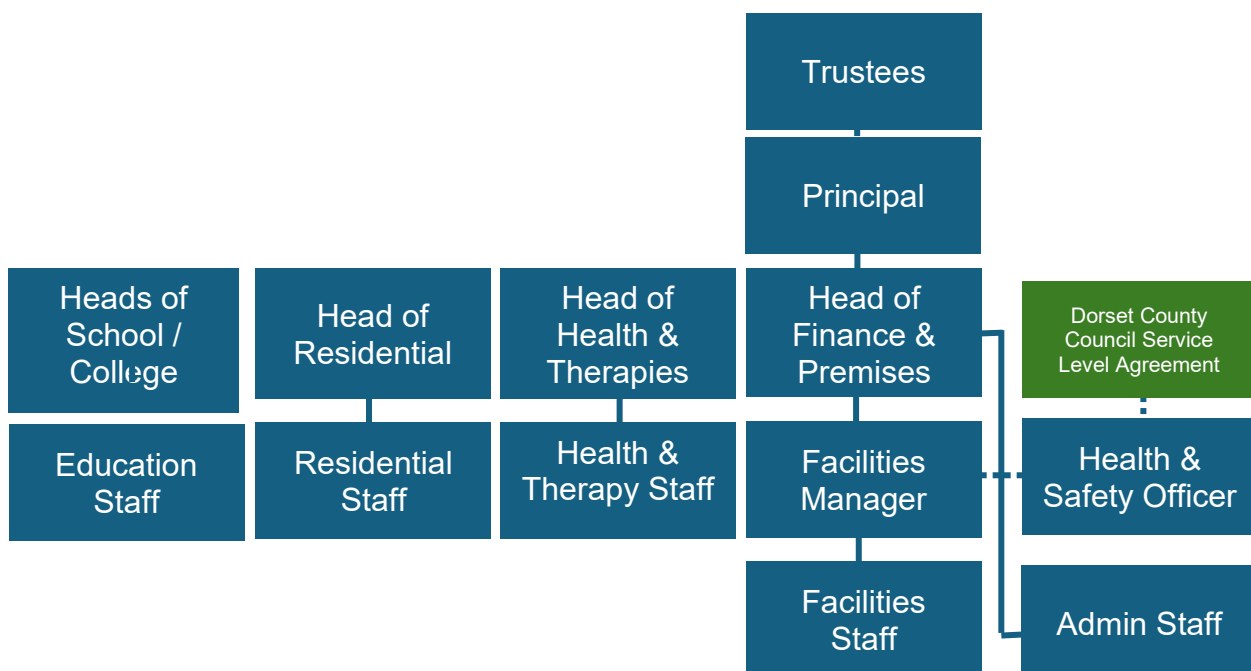 Trustees
Principal
Heads of
School /
College
Head of
Residential
Head of
Health &
Therapies
Head of
Finance &
Premises
Dorset County
Council Service
Level Agreement
Education
Staff
Residential
Staff
Health &
Therapy Staff
Facilities
Manager
Health &
Safety Officer
Facilities
Staff
Admin Staff